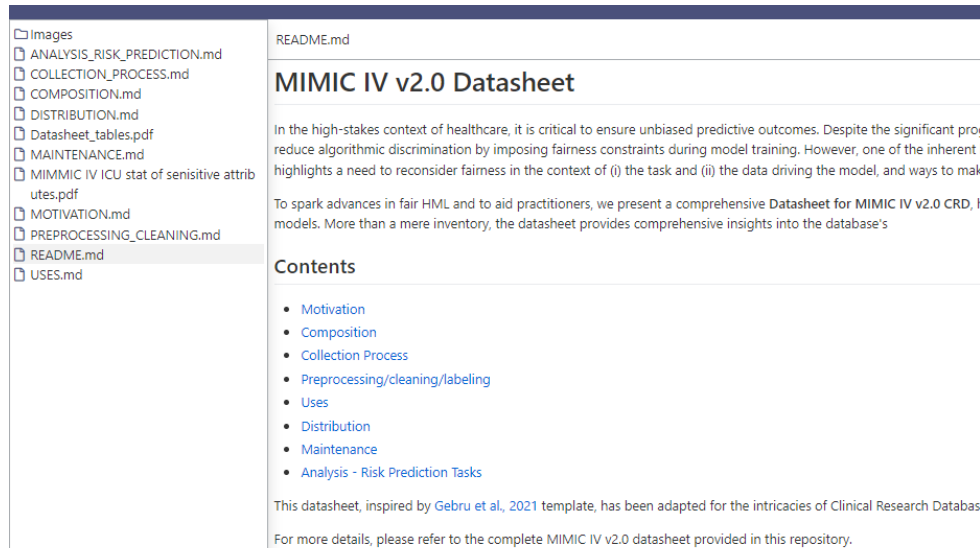 Images
ANALYSIS_RISK_PREDICTION.md
COLLECTION_PROCESS.md
COMPOSITION.md
DISTRIBUTION.md
Datasheet_tables.pdf
MAINTENANCE.md
MIMMIC IV ICU stat of senisitive attrib
utes.pdf
MOTIVATION.md
PREPROCESSING_CLEANING.md
README.md
USES.md
README.md
MIMIC IV v2.0 Datasheet
In the high-stakes context of healthcare, it is critical to ensure unbiased predictive outcomes. Despite the significant
reduce algorithmic discrimination by imposing fairness constraints during model training. However, one of the inherent
highlights a need to reconsider fairness in the context of (i) the task and (ii) the data driving the model, and ways to
To spark advances in fair HML and to aid practitioners, we present a comprehensive Datasheet for MIMIC IV v2.0 CRD,
models. More than a mere inventory, the datasheet provides comprehensive insights into the database's
Contents
Motivation
Composition
Collection Process
Preprocessing/cleaning/labeling
Uses
Distribution
Maintenance
Analysis - Risk Prediction Tasks
This datasheet, inspired by Gebru et al., 2021 template, has been adapted for the intricacies of Clinical Research
For more details, please refer to the complete MIMIC IV v2.0 datasheet provided in this repository.